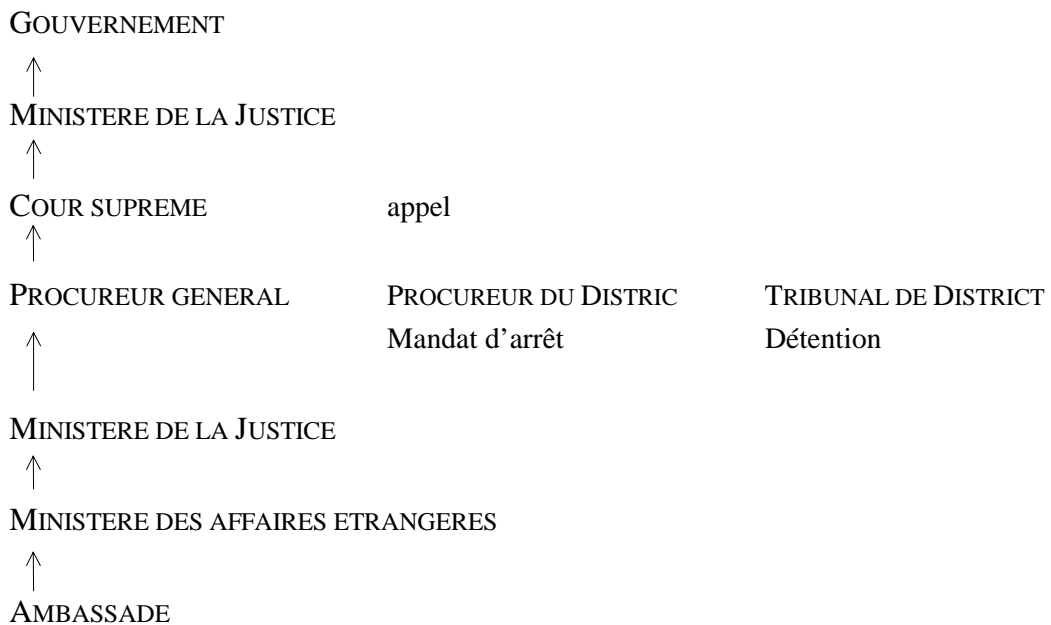 GOUVERNEMENT
MINISTERE DE LA JUSTICE
COUR SUPREME appel
PROCUREUR GENERAL PROCUREUR DU DISTRIC TRIBUNAL DE DISTRICT
Mandat d’arrêt Détention
MINISTERE DE LA JUSTICE
MINISTERE DES AFFAIRES ETRANGERES
AMBASSADE